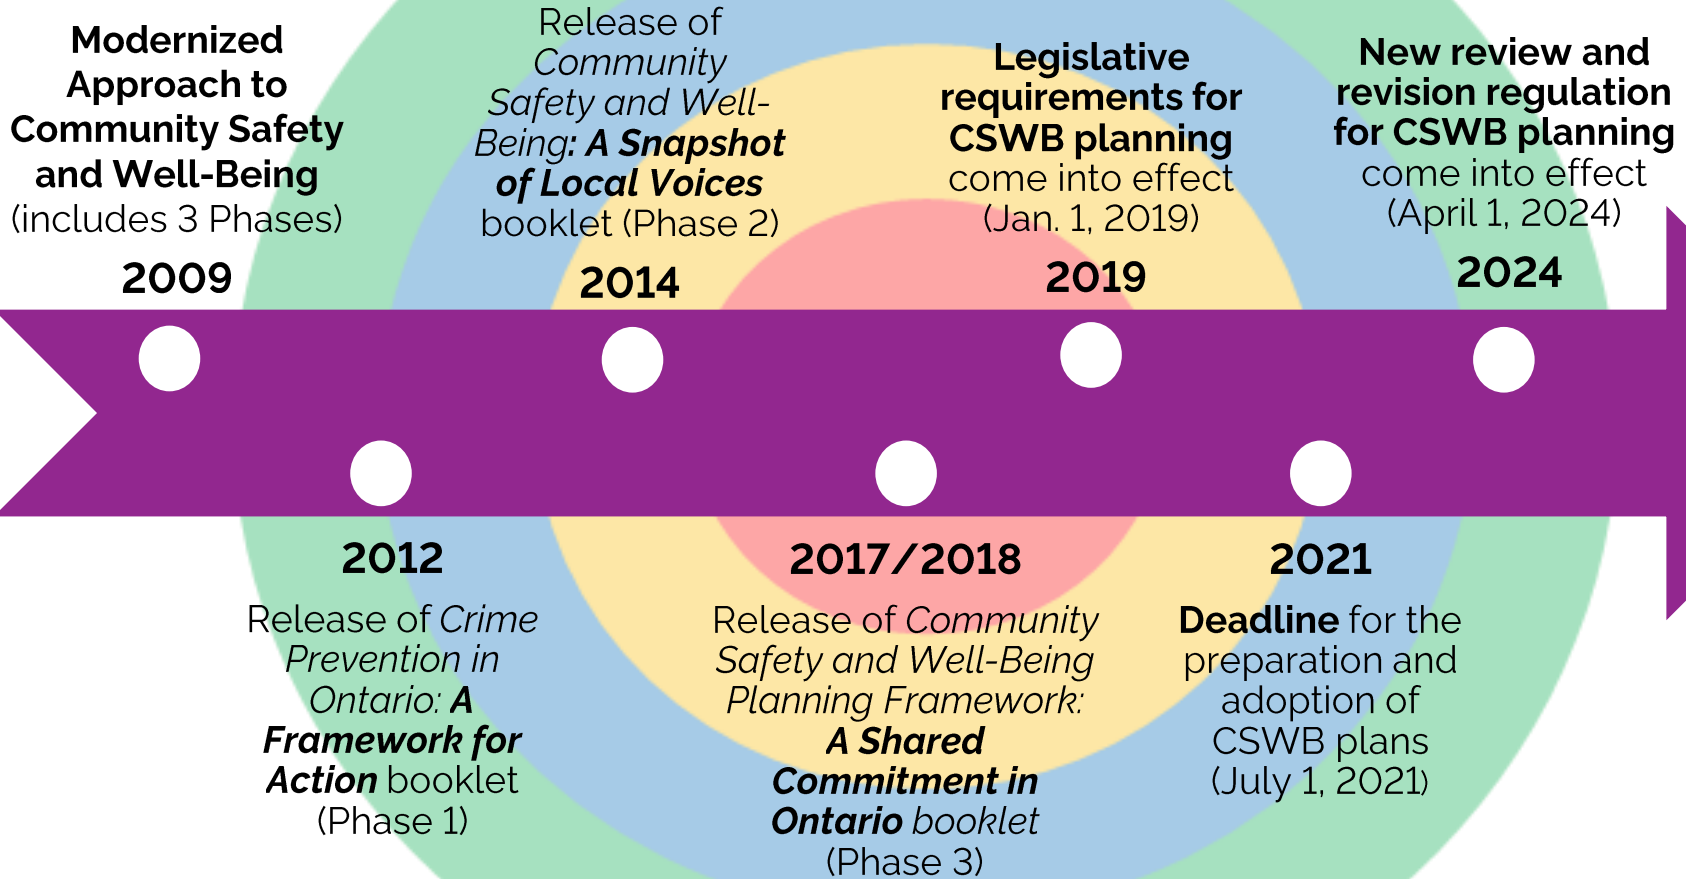 Modernized
Approach to
Community Safety
and Well-Being
(includes 3 Phases)
2009
Release of
Community
Safety and Well-
Being: A Snapshot
of Local Voices
booklet (Phase 2)
2014
Legislative
requirements for
CSWB planning
come into effect
(Jan. 1, 2019)
2019
New review and
revision regulation
for CSWB planning
come into effect
(April 1, 2024)
2024
2012
Release of Crime
Prevention in
Ontario: A
Framework for
Action booklet
(Phase 1)
2017/2018
Release of Community
Safety and Well-Being
Planning Framework:
A Shared
Commitment in
Ontario booklet
(Phase 3)
2021
Deadline for the
preparation and
adoption of
CSWB plans
(July 1, 2021)